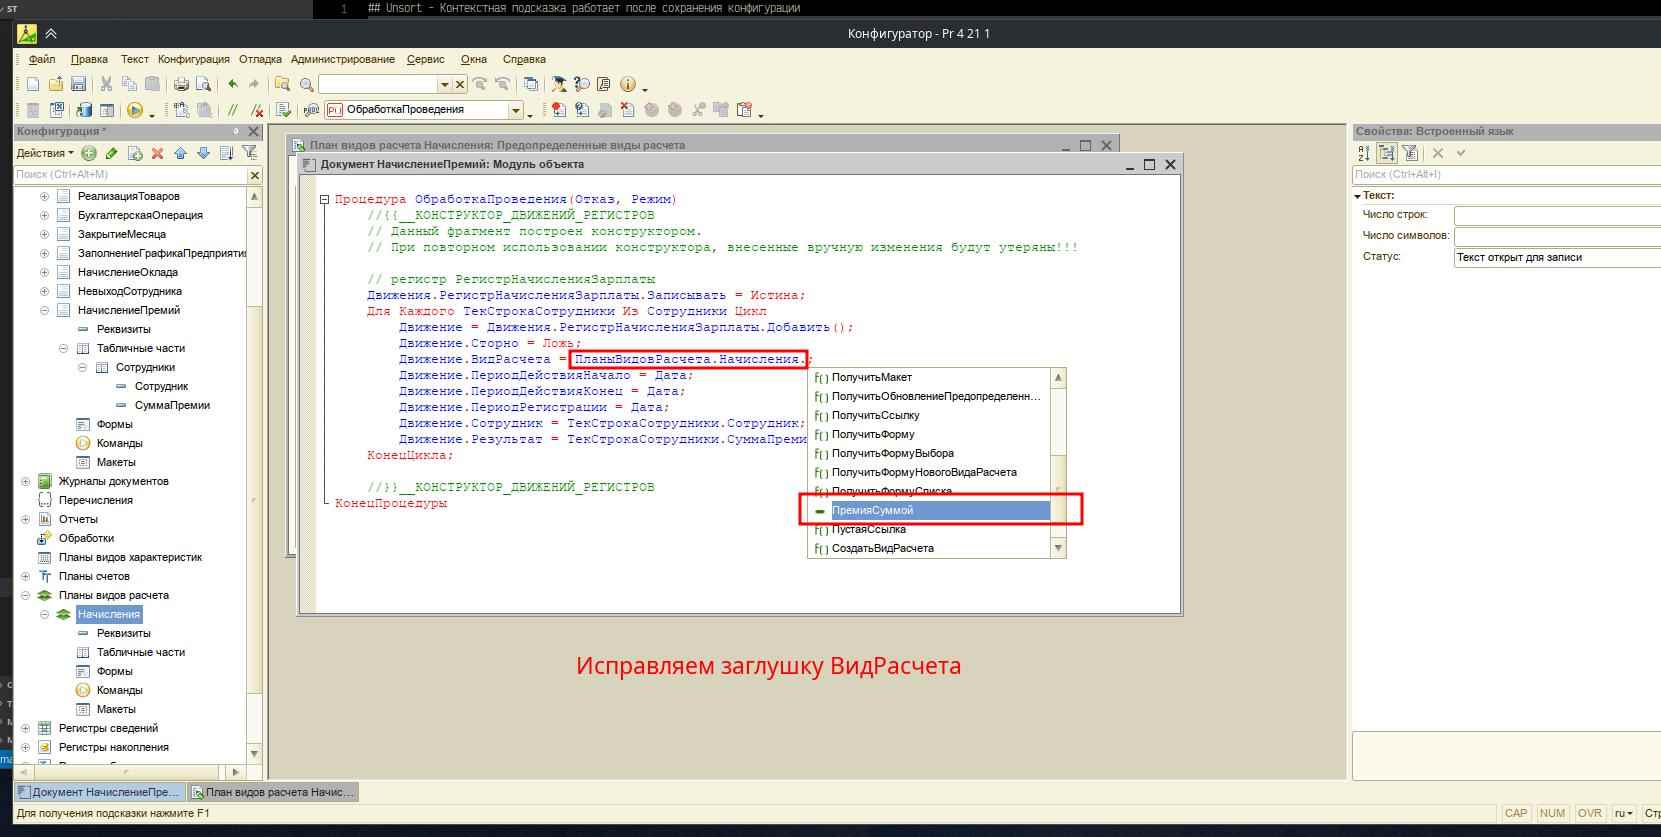 ST
1 ## Unsort - Контекстная подсказка работает после сохранения конфигурации
Конфигуратор - Pr 4 21 1
Файл Правка Текст Конфигурация Отладка Администрирование Сервис Окна Справка
ОбработкаПроведения
Конфигурация *
Действия
Поиск (Ctrl+Alt+M)
РеализацияТоваров
БухгалтерскаяОперация
ЗакрытиеМесяца
ЗаполнениеГрафикаПредприятия
НачислениеОклада
НевыходСотрудника
НачислениеПремий
Реквизиты
Табличные части
Сотрудники
Сотрудник
СуммаПремии
Формы
Команды
Макеты
Журналы документов
Перечисления
Отчеты
Обработки
Планы видов характеристик
Планы счетов
Планы видов расчета
Начисления
Реквизиты
Табличные части
Формы
Команды
Макеты
Регистры сведений
Регистры накопления
План видов расчета Начисления: Предопределенные виды расчета
Документ НачислениеПремий: Модуль объекта
Процедура ОбработкаПроведения(Отказ, Режим)
//{{__КОНСТРУКТОР_ДВИЖЕНИЙ_РЕГИСТРОВ
// Данный фрагмент построен конструктором.
// При повторном использовании конструктора, внесенные вручную изменения будут утеряны!!!
// регистр РегистрНачисленияЗарплаты
Движения.РегистрНачисленияЗарплаты.Записывать = Истина;
Для Каждого ТекСтрокаСотрудники Из Сотрудники Цикл
Движение = Движения.РегистрНачисленияЗарплаты.Добавить();
Движение.Сторно = Ложь;
Движение.ВидРасчета = ПланыВидовРасчета.Начисления.;
Движение.ПериодДействияНачало = Дата;
Движение.ПериодДействияКонец = Дата;
Движение.ПериодРегистрации = Дата;
Движение.Сотрудник = ТекСтрокаСотрудники.Сотрудник;
Движение.Результат = ТекСтрокаСотрудники.СуммаПреми
КонецЦикла;
//}}__КОНСТРУКТОР_ДВИЖЕНИЙ_РЕГИСТРОВ
КонецПроцедуры
f() ПолучитьМакет
f() ПолучитьОбновлениеПредопределенн...
f() ПолучитьСсылку
f() ПолучитьФорму
f() ПолучитьФормуВыбора
f() ПолучитьФормуНовогоВидаРасчета
f() ПолучитьФормуСписка
ПремияСуммой
f() ПустаяСсылка
f() СоздатьВидРасчета
Исправляем заглушку ВидРасчета
Свойства: Встроенный язык
Поиск (Ctrl+Alt+I)
Текст:
Число строк:
Число символов:
Статус: Текст открыт для записи
Документ НачислениеПре... План видов расчета Начис...
Для получения подсказки нажмите F1
CAP NUM OVR ru Стр